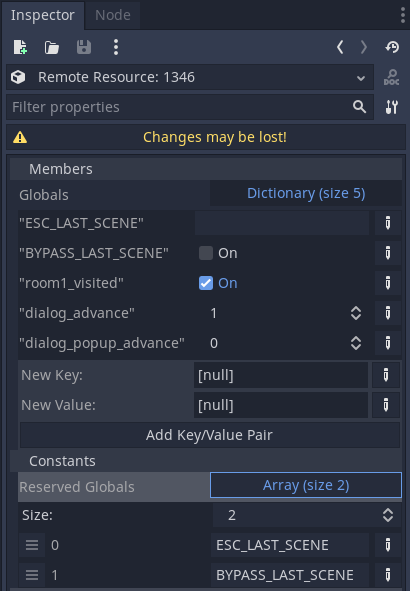 Inspector Node
Remote Resource: 1346
DOC
Filter properties
Changes may be lost!
Members
Globals Dictionary (size 5)
"ESC_LAST_SCENE"
"BYPASS_LAST_SCENE" On
"room1_visited" On
"dialog_advance" 1
"dialog_popup_advance" 0
New Key: [null]
New Value: [null]
Add Key/Value Pair
Constants
Reserved Globals Array (size 2)
Size: 2
0 ESC_LAST_SCENE
1 BYPASS_LAST_SCENE